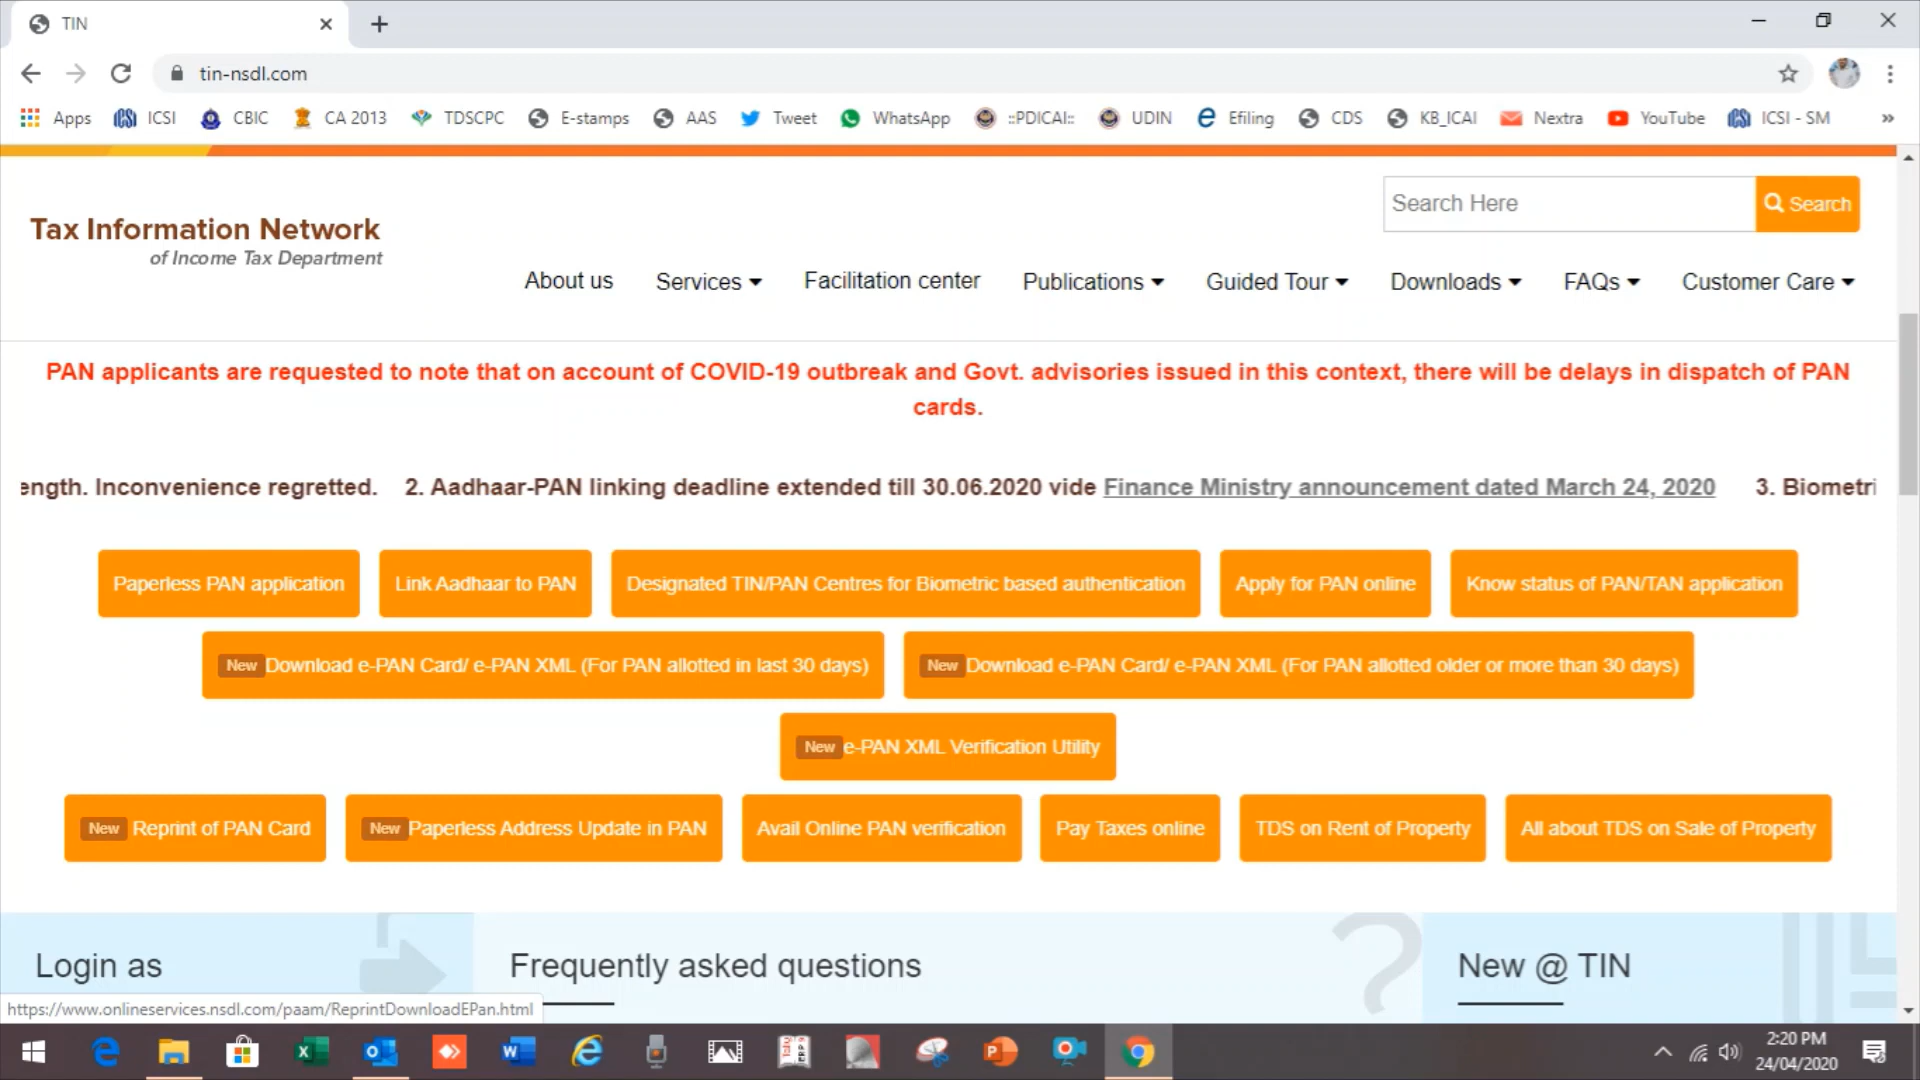 TIN
tin-nsdl.com
Apps ICSI CBIC CA 2013 TDSCPC E-stamps AAS Tweet WhatsApp ::PDICAI:: UDIN Efiling CDS KB_ICAI Nextra YouTube ICSI - SM »
Search Here Search
Tax Information Network
of Income Tax Department
About us Services Facilitation center Publications Guided Tour Downloads FAQs Customer Care
PAN applicants are requested to note that on account of COVID-19 outbreak and Govt. advisories issued in this context, there will be delays in dispatch of PAN
cards.
ength. Inconvenience regretted. 2. Aadhaar-PAN linking deadline extended till 30.06.2020 vide Finance Ministry announcement dated March 24, 2020 3. Biometri
Paperless PAN application Link Aadhaar to PAN Designated TIN/PAN Centres for Biometric based authentication Apply for PAN online Know status of PAN/TAN application
New Download e-PAN Card/ e-PAN XML (For PAN allotted in last 30 days) New Download e-PAN Card/ e-PAN XML (For PAN allotted older or more than 30 days)
New e-PAN XML Verification Utility
New Reprint of PAN Card New Paperless Address Update in PAN Avail Online PAN verification Pay Taxes online TDS on Rent of Property All about TDS on Sale of Property
Login as Frequently asked questions New @ TIN
https://www.onlineservices.nsdl.com/paam/ReprintDownloadEPan.html
2:20 PM
24/04/2020